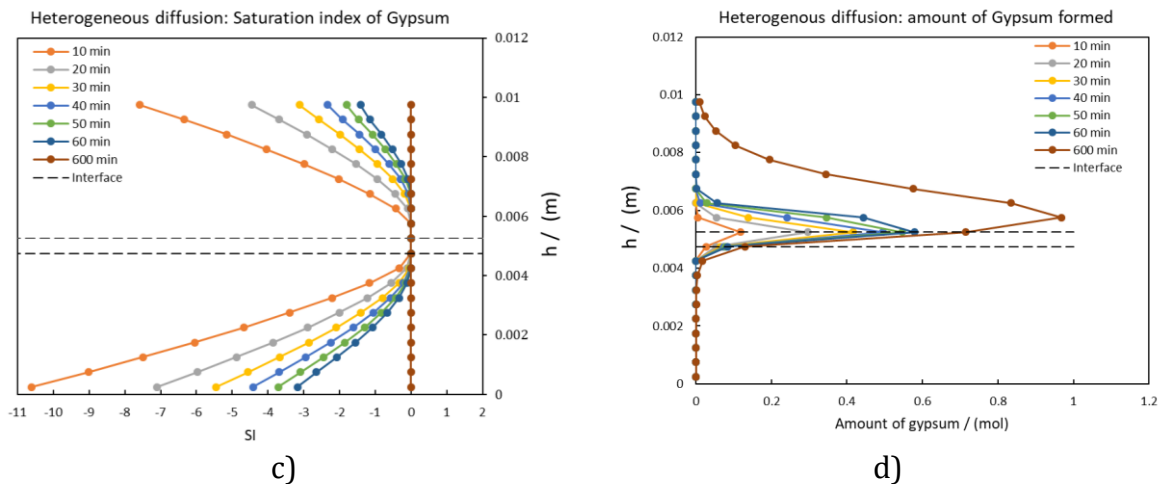 Heterogeneous diffusion: Saturation index of Gypsum
10 min
20 min
30 min
40 min
50 min
60 min
600 min
Interface
0.012
0.01
0.008
0.006
0.004
0.002
0
h / (m)
-11 -10 -9 -8 -7 -6 -5 -4 -3 -2 -1 0 1 2
SI
c)
Heterogenous diffusion: amount of Gypsum formed
0.012
0.01
0.008
0.006
0.004
0.002
0
h / (m)
10 min
20 min
30 min
40 min
50 min
60 min
600 min
Interface
0 0.2 0.4 0.6 0.8 1 1.2
Amount of gypsum / (mol)
d)